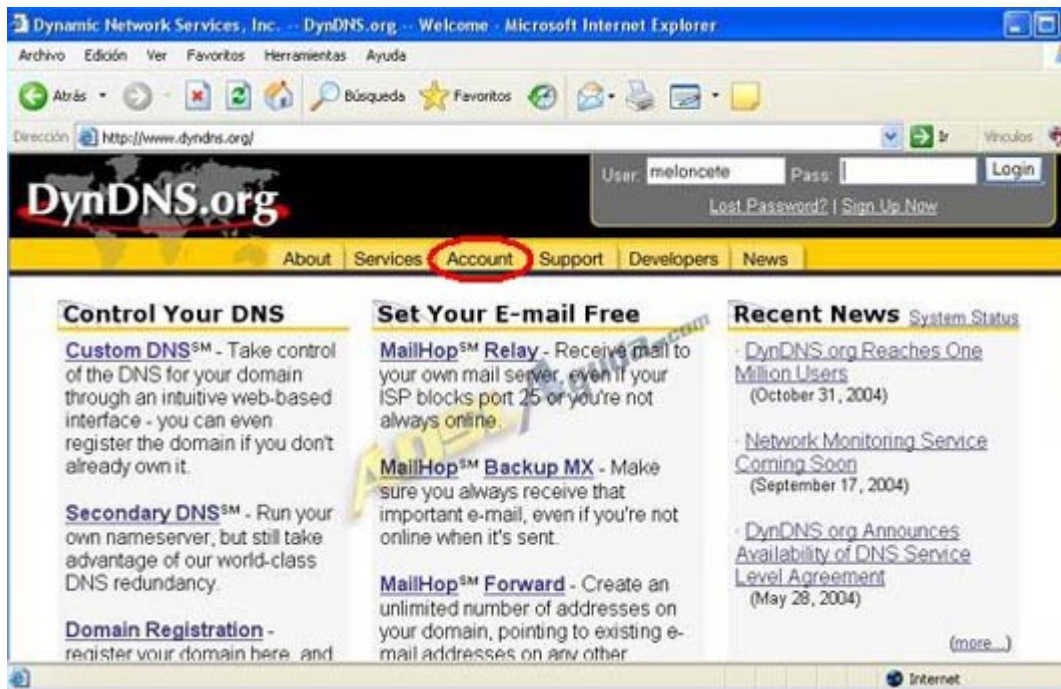 Dynamic Network Services, Inc. -- DynDNS.org -- Welcome - Microsoft Internet Explorer
Archivo Edición Ver Favoritos Herramientas Ayuda
Atrás Búsqueda Favoritos
Dirección http://www.dyndns.org/ Ir Vínculos
DynDNS.org
User: meloncete Pass: Login
Lost Password? | Sign Up Now
About Services Account Support Developers News
Control Your DNS
Custom DNS℠ - Take control
of the DNS for your domain
through an intuitive web-based
interface - you can even
register the domain if you don't
already own it.
Secondary DNS℠ - Run your
own nameserver, but still take
advantage of our world-class
DNS redundancy.
Domain Registration -
register your domain here, and
Set Your E-mail Free
MailHop℠ Relay - Receive mail to
your own mail server, even if your
ISP blocks port 25 or you're not
always online.
MailHop℠ Backup MX - Make
sure you always receive that
important e-mail, even if you're not
online when it's sent.
MailHop℠ Forward - Create an
unlimited number of addresses on
your domain, pointing to existing e-
mail addresses on any other
Recent News System Status
· DynDNS.org Reaches One
Million Users
(October 31, 2004)
· Network Monitoring Service
Coming Soon
(September 17, 2004)
· DynDNS.org Announces
Availability of DNS Service
Level Agreement
(May 28, 2004)
(more...)
AdslAyuda.com
Internet